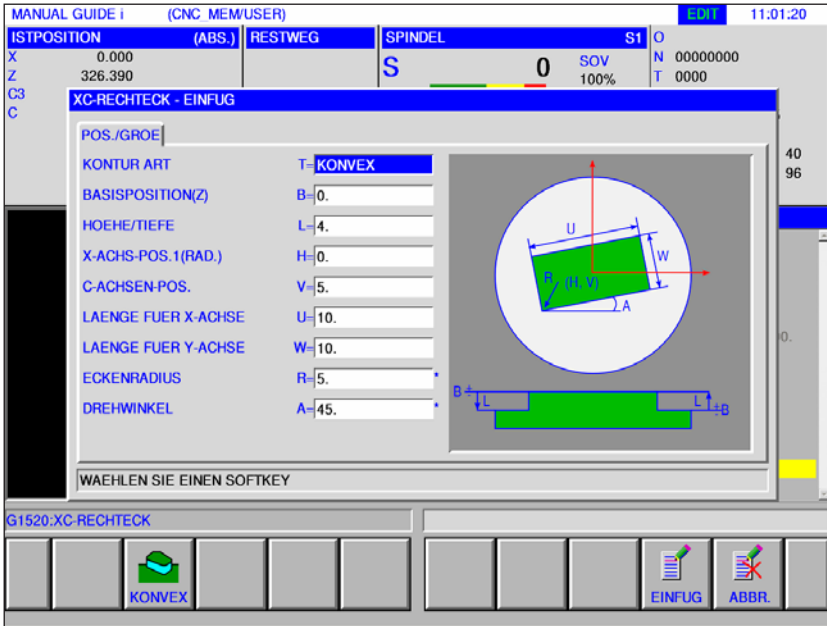 MANUAL GUIDE i (CNC_MEM/USER) EDIT 11:01:20
ISTPOSITION (ABS.) RESTWEG SPINDEL S1 O
X 0.000 S 0 SOV N 00000000
Z 326.390 100% T 0000
C3
C
XC-RECHTECK - EINFUG
POS./GROE
KONTUR ART T= KONVEX
BASISPOSITION(Z) B= 0.
HOEHE/TIEFE L= 4.
X-ACHS-POS.1(RAD.) H= 0.
C-ACHSEN-POS. V= 5.
LAENGE FUER X-ACHSE U= 10.
LAENGE FUER Y-ACHSE W= 10.
ECKENRADIUS R= 5. *
DREHWINKEL A= 45. *
U
W
R, (H, V)
A
B ± L L ±B
40
96
0.
WAEHLEN SIE EINEN SOFTKEY
G1520:XC-RECHTECK
KONVEX EINFUG ABBR.